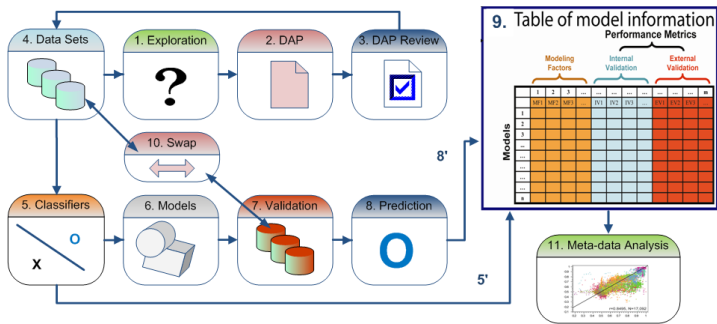 4. Data Sets
1. Exploration
2. DAP
3. DAP Review
?
10. Swap
5. Classifiers
O
X
6. Models
7. Validation
8. Prediction
O
8'
5'
9. Table of model information
Performance Metrics
Modeling Factors
Internal Validation
External Validation
1 2 3 ... ... ... ... ... ... ... n
MF1 MF2 MF3 ... IV1 IV2 IV3 ... EV1 EV2 EV3
Models
1
2
3
...
...
...
...
n
11. Meta-data Analysis